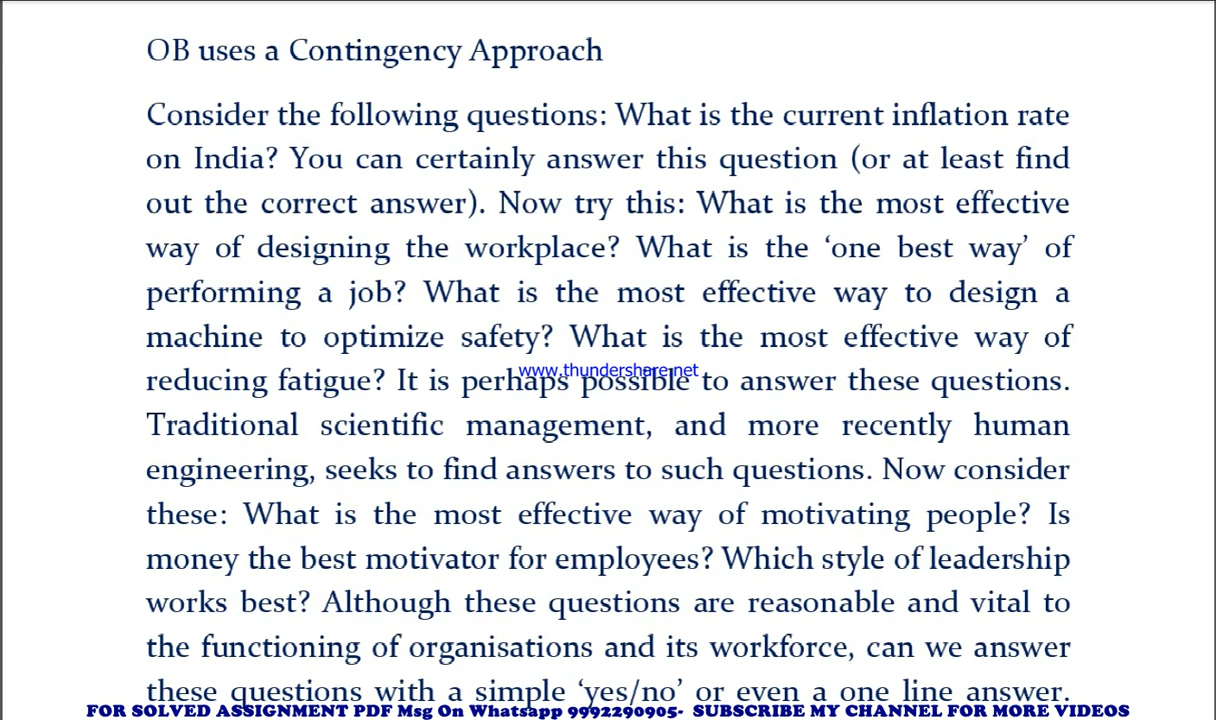 OB uses a Contingency Approach
Consider the following questions: What is the current inflation rate
on India? You can certainly answer this question (or at least find
out the correct answer). Now try this: What is the most effective
way of designing the workplace? What is the ‘one best way’ of
performing a job? What is the most effective way to design a
machine to optimize safety? What is the most effective way of
www.thundershare.net
reducing fatigue? It is perhaps possible to answer these questions.
Traditional scientific management, and more recently human
engineering, seeks to find answers to such questions. Now consider
these: What is the most effective way of motivating people? Is
money the best motivator for employees? Which style of leadership
works best? Although these questions are reasonable and vital to
the functioning of organisations and its workforce, can we answer
these questions with a simple ‘yes/no’ or even a one line answer.
FOR SOLVED ASSIGNMENT PDF Msg On Whatsapp 9992290905- SUBSCRIBE MY CHANNEL FOR MORE VIDEOS